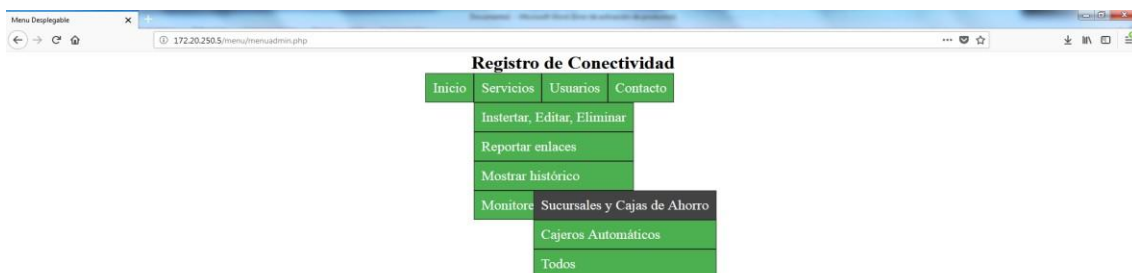 Menu Desplegable
172.20.250.5/menu/menuadmin.php
Registro de Conectividad
Inicio Servicios Usuarios Contacto
Instertar, Editar, Eliminar
Reportar enlaces
Mostrar histórico
Monitore Sucursales y Cajas de Ahorro
Cajeros Automáticos
Todos